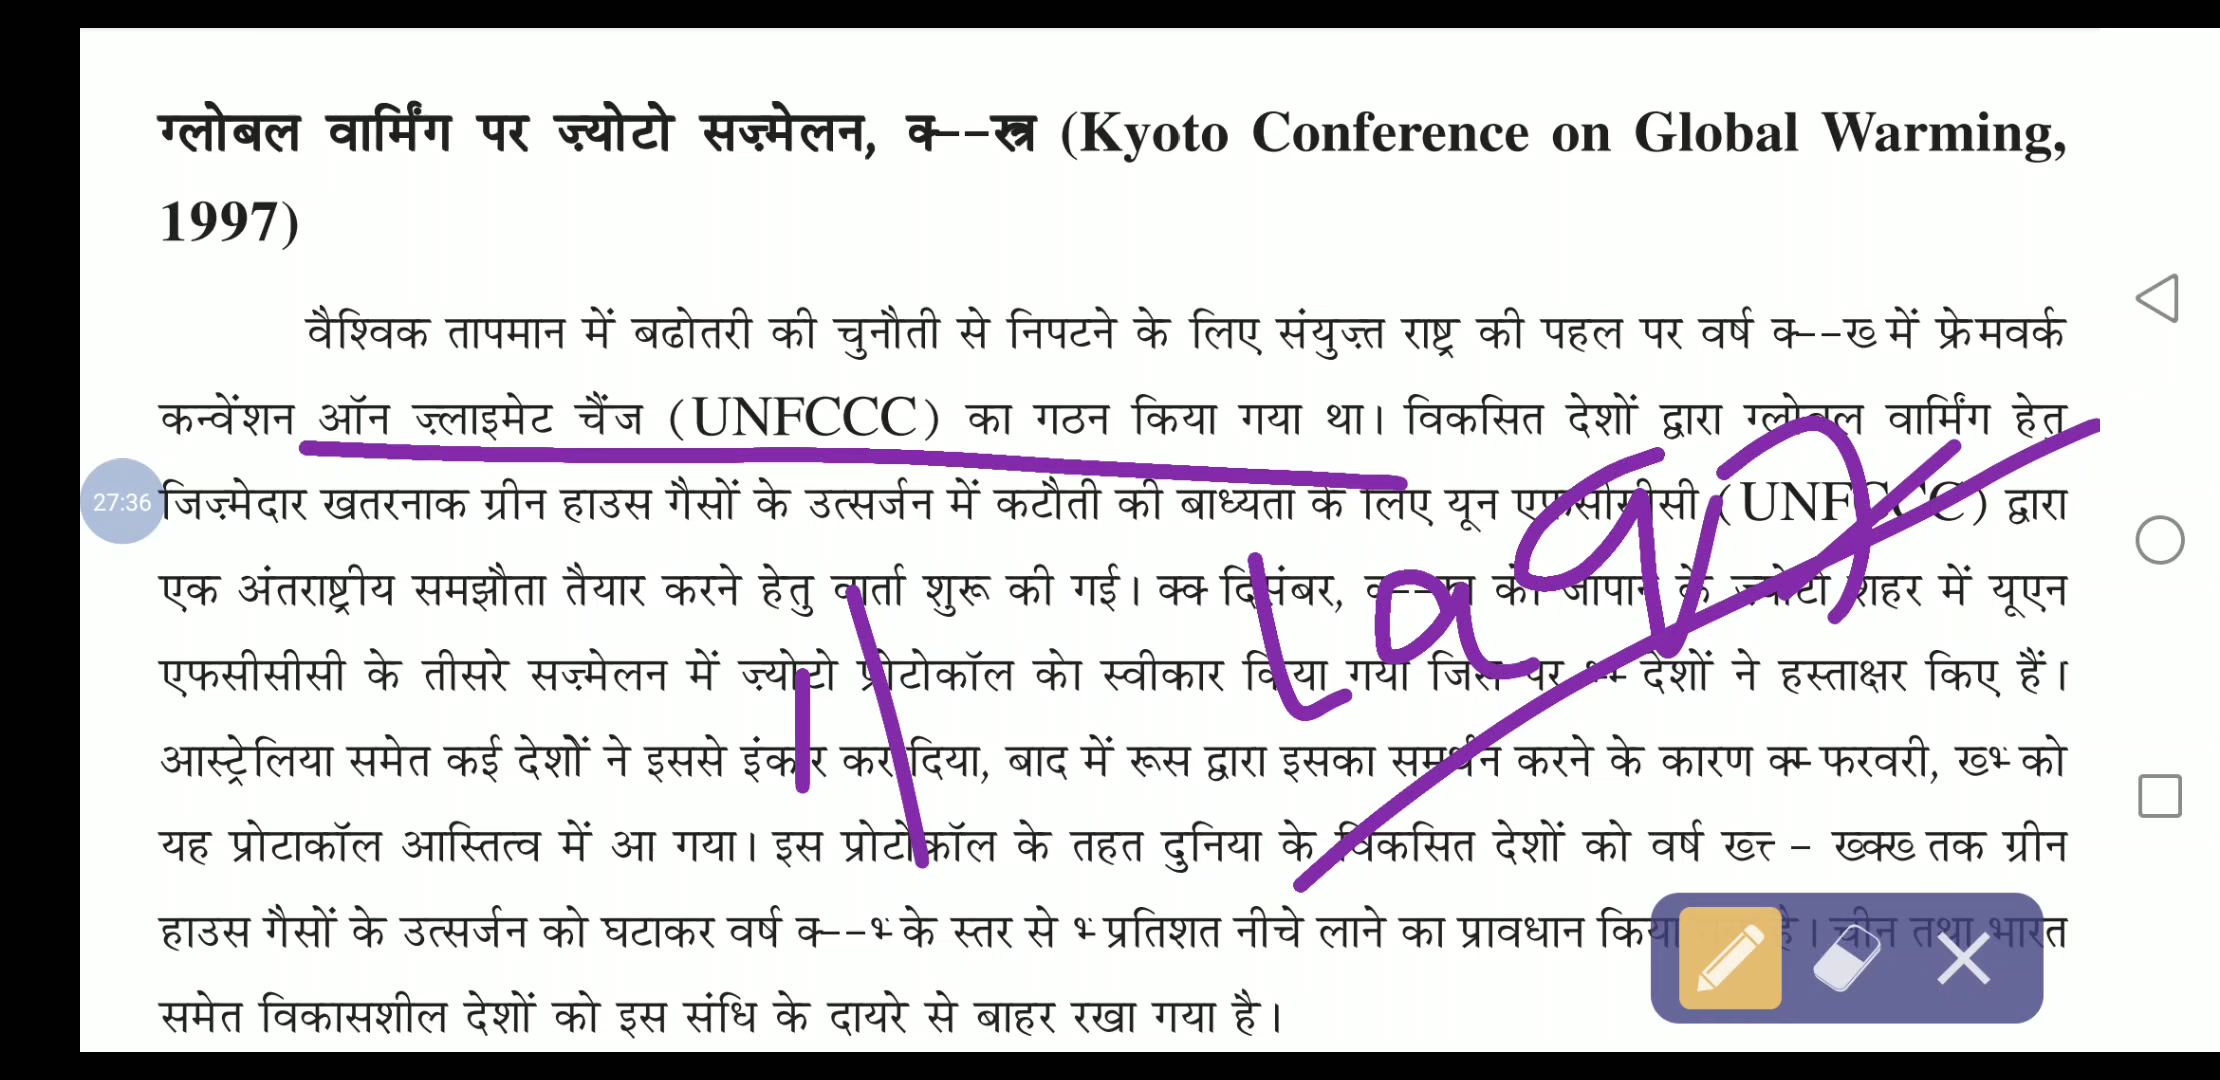 ग्लोबल वार्मिंग पर ज़्योटो सज़्मेलन, क--स्त्र (Kyoto Conference on Global Warming,
1997)
वैश्विक तापमान में बढोतरी की चुनौती से निपटने के लिए संयुज़्त राष्ट्र की पहल पर वर्ष क--ख में फ्रेमवर्क
कन्वेंशन ऑन ज़्लाइमेट चैंज (UNFCCC) का गठन किया गया था। विकसित देशों द्वारा ग्लोबल वार्मिंग हेतु
27:36
जिज़्मेदार खतरनाक ग्रीन हाउस गैसों के उत्सर्जन में कटौती की बाध्यता के लिए यून एफसीसीसी (UNFCCC) द्वारा
एक अंतराष्ट्रीय समझौता तैयार करने हेतु वार्ता शुरू की गई। क्क दिसंबर, को जापान के ज़्योटो शहर में यूएन
एफसीसीसी के तीसरे सज़्मेलन में ज़्योटो प्रोटोकॉल को स्वीकार किया गया जिस पर देशों ने हस्ताक्षर किए हैं।
आस्ट्रेलिया समेत कई देशों ने इससे इंकार कर दिया, बाद में रूस द्वारा इसका समर्थन करने के कारण फरवरी, को
यह प्रोटाकॉल आस्तित्व में आ गया। इस प्रोटोकॉल के तहत दुनिया के विकसित देशों को वर्ष – ख्क्ख तक ग्रीन
हाउस गैसों के उत्सर्जन को घटाकर वर्ष के स्तर से प्रतिशत नीचे लाने का प्रावधान किया गया है। चीन तथा भारत
समेत विकासशील देशों को इस संधि के दायरे से बाहर रखा गया है।